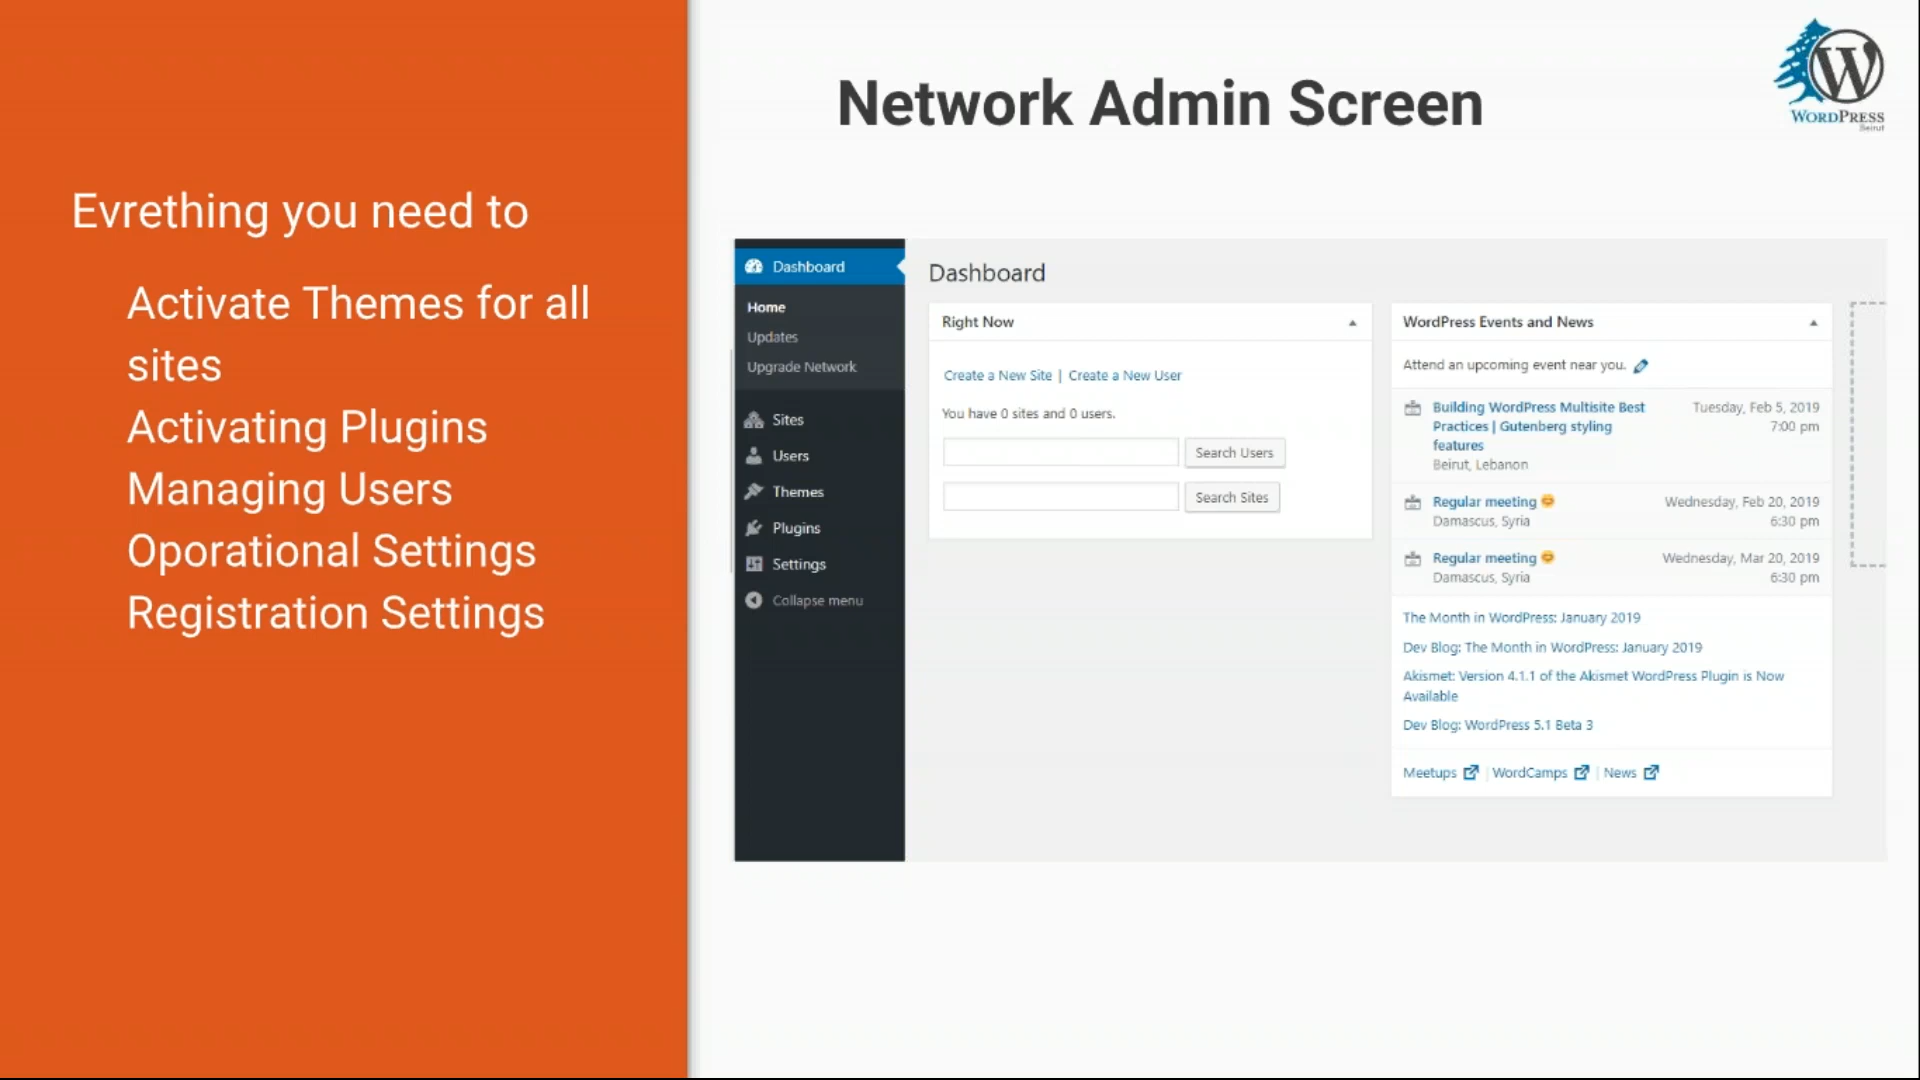 Network Admin Screen
WORDPRESS
Beirut
Evrething you need to
Activate Themes for all
sites
Activating Plugins
Managing Users
Oporational Settings
Registration Settings
Dashboard
Home
Updates
Upgrade Network
Sites
Users
Themes
Plugins
Settings
Collapse menu
Dashboard
Right Now
Create a New Site | Create a New User
You have 0 sites and 0 users.
Search Users
Search Sites
WordPress Events and News
Attend an upcoming event near you.
Building WordPress Multisite Best Tuesday, Feb 5, 2019
Practices | Gutenberg styling 7:00 pm
features
Beirut, Lebanon
Regular meeting Wednesday, Feb 20, 2019
Damascus, Syria 6:30 pm
Regular meeting Wednesday, Mar 20, 2019
Damascus, Syria 6:30 pm
The Month in WordPress: January 2019
Dev Blog: The Month in WordPress: January 2019
Akismet: Version 4.1.1 of the Akismet WordPress Plugin is Now
Available
Dev Blog: WordPress 5.1 Beta 3
Meetups | WordCamps | News